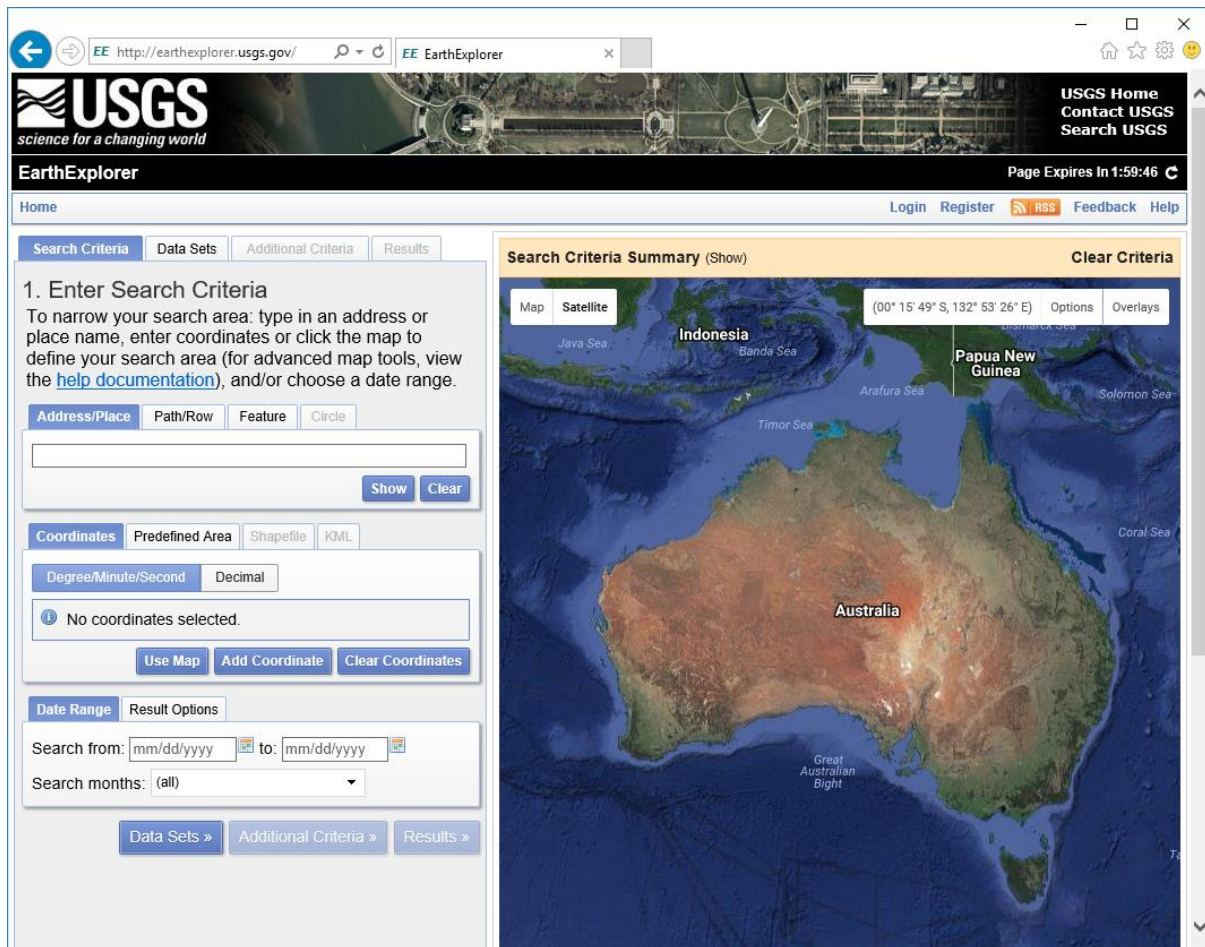 EE http://earthexplorer.usgs.gov/
EE EarthExplorer
USGS
science for a changing world
USGS Home
Contact USGS
Search USGS
EarthExplorer
Page Expires In 1:59:46
Home
Login Register RSS Feedback Help
Search Criteria Data Sets Additional Criteria Results
1. Enter Search Criteria
To narrow your search area: type in an address or
place name, enter coordinates or click the map to
define your search area (for advanced map tools, view
the help documentation), and/or choose a date range.
Address/Place Path/Row Feature Circle
Show Clear
Coordinates Predefined Area Shapefile KML
Degree/Minute/Second Decimal
No coordinates selected.
Use Map Add Coordinate Clear Coordinates
Date Range Result Options
Search from: mm/dd/yyyy to: mm/dd/yyyy
Search months: (all)
Data Sets » Additional Criteria » Results »
Search Criteria Summary (Show) Clear Criteria
Map Satellite
(00° 15' 49" S, 132° 53' 26" E) Options Overlays
Bismarck Sea
Indonesia
Java Sea
Banda Sea
Papua New
Guinea
Arafura Sea
Solomon Sea
Timor Sea
Coral Sea
Australia
Great
Australian
Bight